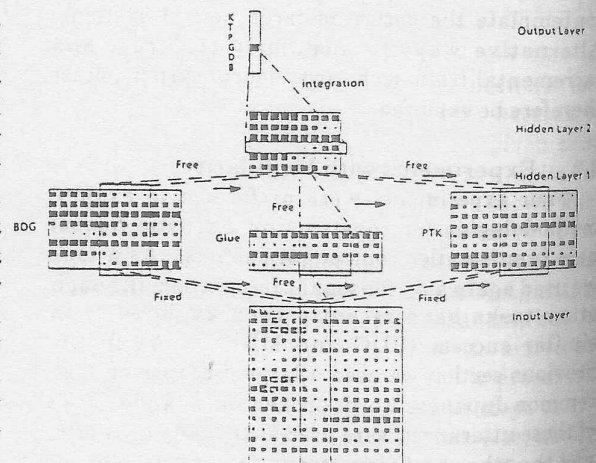 K
T
P
G
D
B
Output Layer
integration
Hidden Layer 2
Free
Free
Hidden Layer 1
Free
BDG
Glue
PTK
Free
Fixed
Fixed
Input Layer